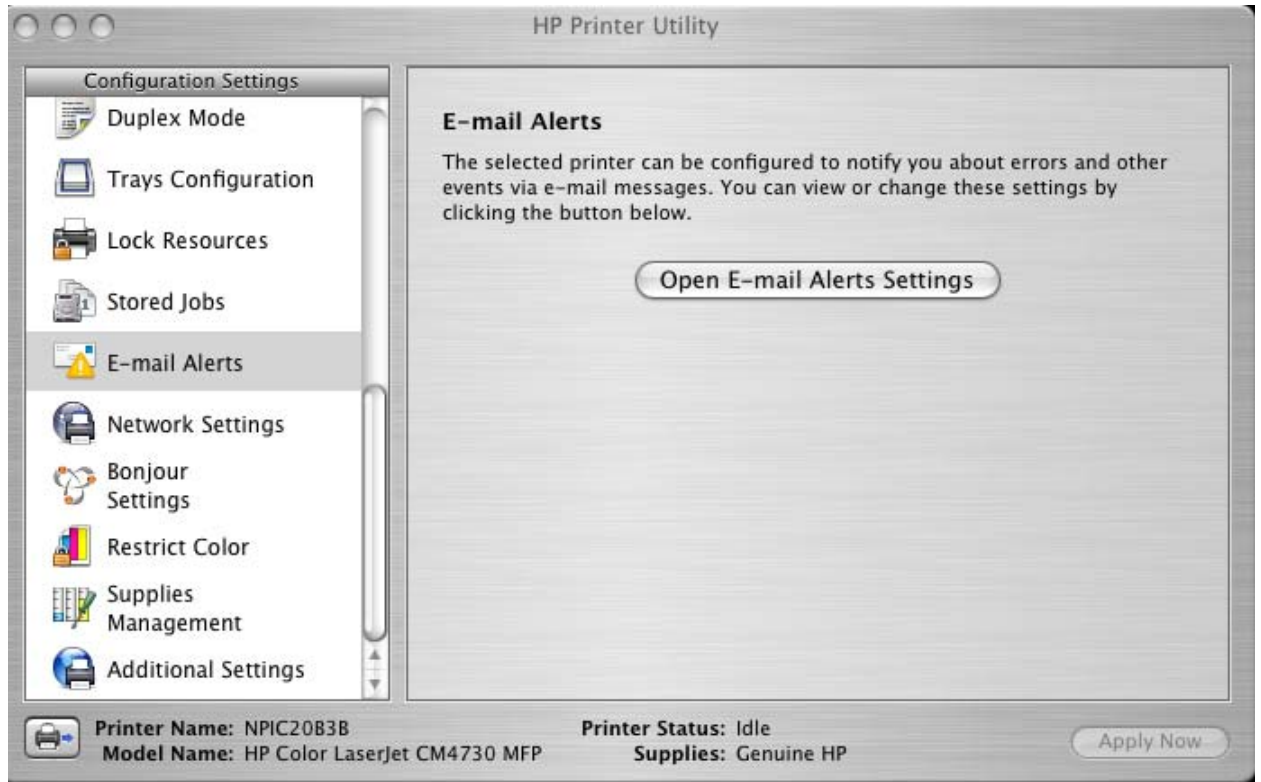 HP Printer Utility
Configuration Settings
Duplex Mode
Trays Configuration
Lock Resources
Stored Jobs
E-mail Alerts
Network Settings
Bonjour
Settings
Restrict Color
Supplies
Management
Additional Settings
E-mail Alerts
The selected printer can be configured to notify you about errors and other
events via e-mail messages. You can view or change these settings by
clicking the button below.
Open E-mail Alerts Settings
Printer Name: NPIC20B3B
Model Name: HP Color LaserJet CM4730 MFP
Printer Status: Idle
Supplies: Genuine HP
Apply Now